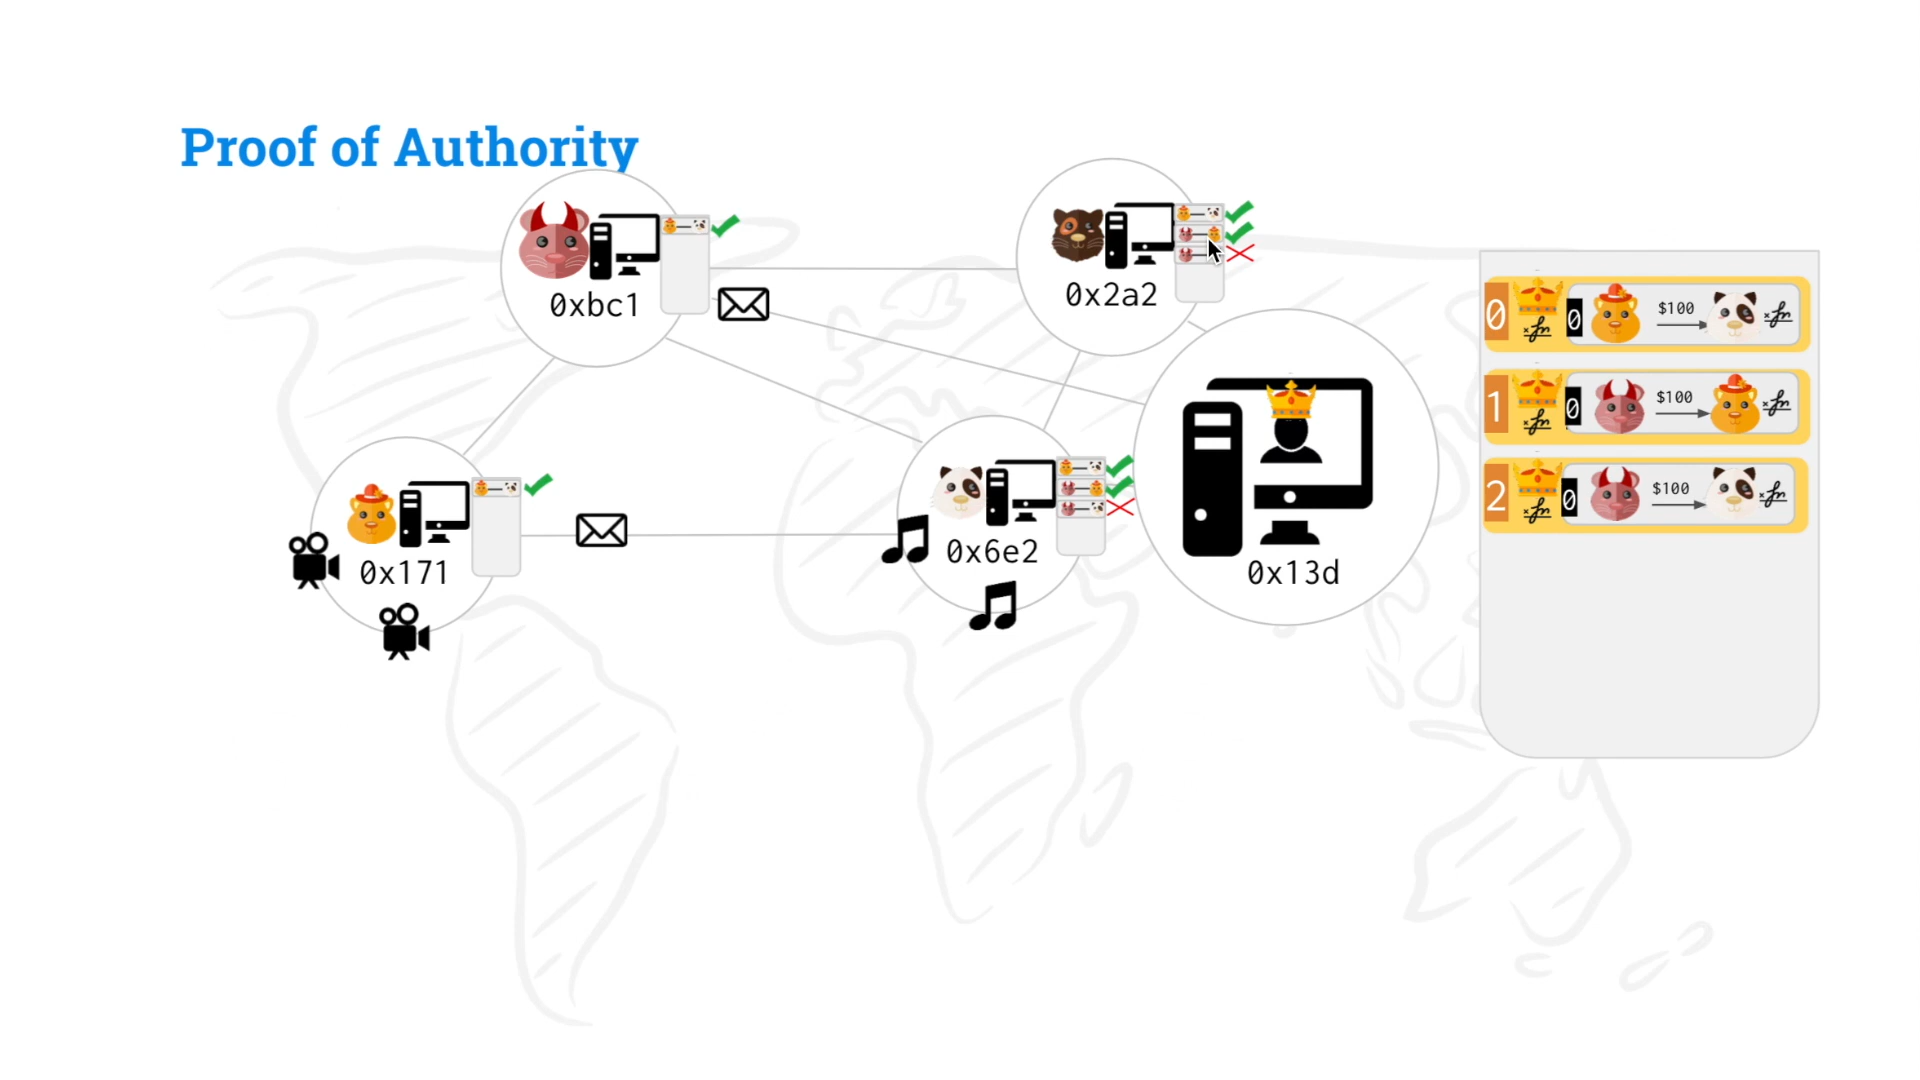 Proof of Authority
0xbc1
0x2a2
0x171
0x6e2
0x13d
0 0 $100
1 0 $100
2 0 $100